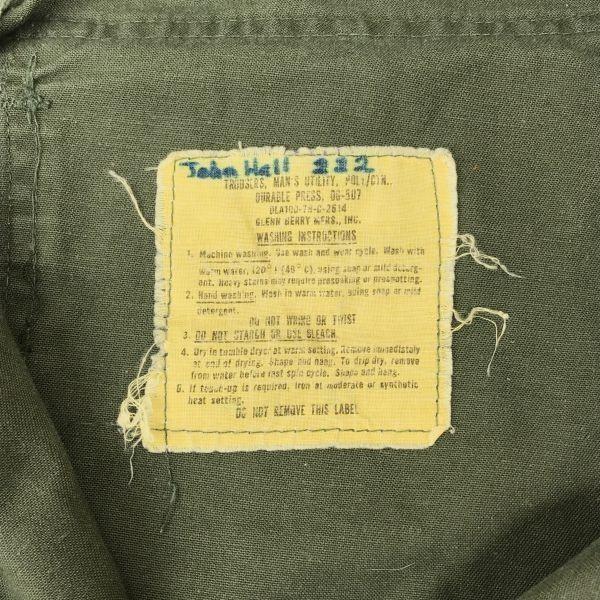 John Hall 222
TROUSERS, MAN'S UTILITY, POLY/CTN.,
DURABLE PRESS, OG-507
DLA100-78-C-2614
GLENN BERRY MFRS., INC.
WASHING INSTRUCTIONS
1. Machine washing. Use wash and wear cycle. Wash with
warm water, (120° F (49° C), using soap or mild deterg-
ent. Heavy stains may require presoaking or prespotting.
2. Hand washing. Wash in warm water, using soap or mild
detergent.
DO NOT WRING OR TWIST
3. DO NOT STARCH OR USE BLEACH.
4. Dry in tumble dryer at warm setting. Remove immediately
at end of drying. Shape and hang. To drip dry, remove
from water before last spin cycle. Shape and hang.
5. If touch-up is required, iron at moderate or synthetic
heat setting.
DO NOT REMOVE THIS LABEL